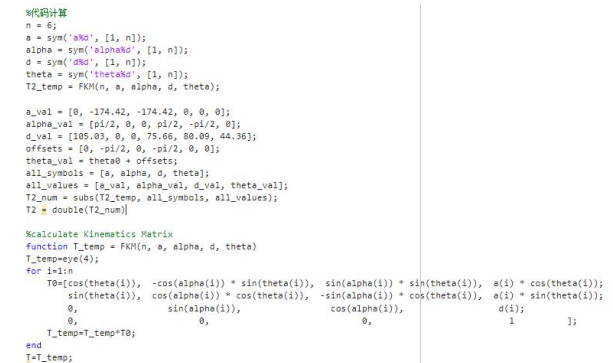 %代码计算
n = 6;
a = sym('a%d', [1, n]);
alpha = sym('alpha%d', [1, n]);
d = sym('d%d', [1, n]);
theta = sym('theta%d', [1, n]);
T2_temp = FKM(n, a, alpha, d, theta);
a_val = [0, -174.42, -174.42, 0, 0, 0];
alpha_val = [pi/2, 0, 0, pi/2, -pi/2, 0];
d_val = [105.03, 0, 0, 75.66, 80.09, 44.36];
offsets = [0, -pi/2, 0, -pi/2, 0, 0];
theta_val = theta0 + offsets;
all_symbols = [a, alpha, d, theta];
all_values = [a_val, alpha_val, d_val, theta_val];
T2_num = subs(T2_temp, all_symbols, all_values);
T2 = double(T2_num)
%calculate Kinematics Matrix
function T_temp = FKM(n, a, alpha, d, theta)
T_temp=eye(4);
for i=1:n
T0=[cos(theta(i)), -cos(alpha(i)) * sin(theta(i)), sin(alpha(i)) * sin(theta(i)), a(i) * cos(theta(i));
sin(theta(i)), cos(alpha(i)) * cos(theta(i)), -sin(alpha(i)) * cos(theta(i)), a(i) * sin(theta(i));
0, sin(alpha(i)), cos(alpha(i)), d(i);
0, 0, 0, 1 ];
T_temp=T_temp*T0;
end
T=T_temp;